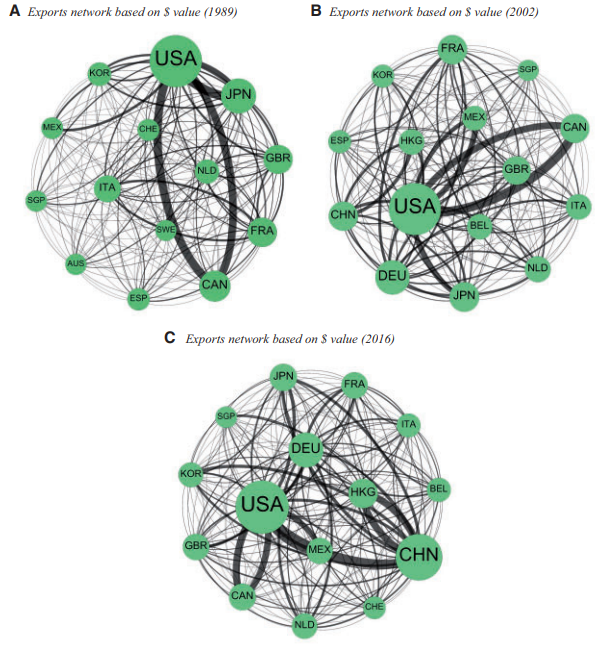 A Exports network based on $ value (1989)
USA
KOR
JPN
MEX
CHE
GBR
NLD
ITA
SGP
SWE
FRA
AUS
CAN
ESP
B Exports network based on $ value (2002)
FRA
SGP
KOR
MEX
CAN
ESP
HKG
GBR
USA
ITA
CHN
BEL
DEU
NLD
JPN
C Exports network based on $ value (2016)
JPN
FRA
SGP
ITA
DEU
KOR
HKG
BEL
USA
GBR
MEX
CHN
CAN
CHE
NLD